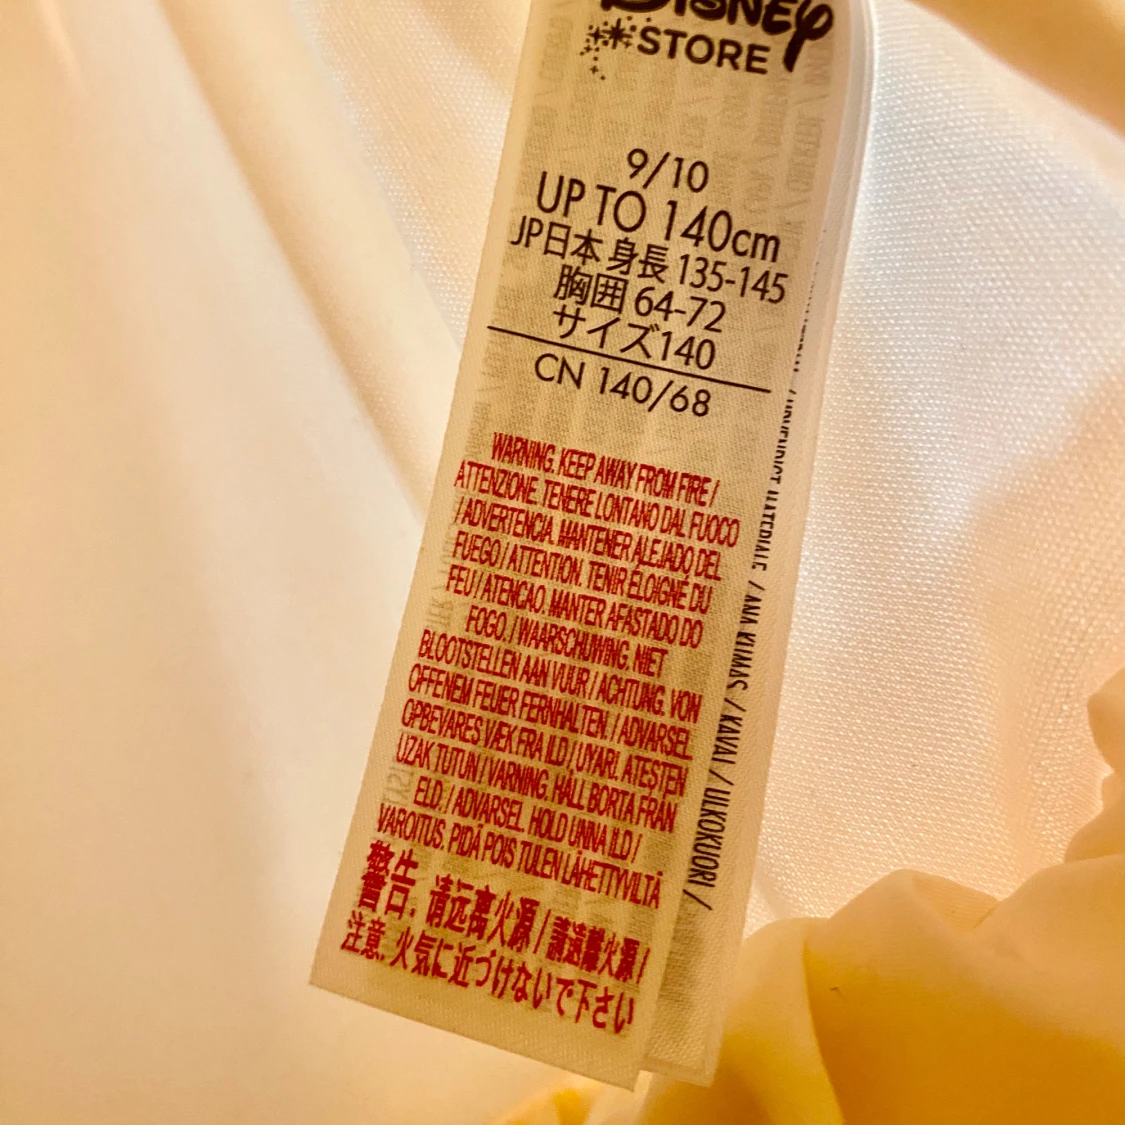 DISNEY
STORE
9/10
UP TO 140cm
JP日本 身長 135-145
胸囲 64-72
サイズ140
CN 140/68
WARNING. KEEP AWAY FROM FIRE /
ATTENZIONE. TENERE LONTANO DAL FUOCO
/ ADVERTENCIA. MANTENER ALEJADO DEL
FUEGO / ATTENTION. TENIR ÉLOIGNÉ DU
FEU / ATENCAO. MANTER AFASTADO DO
FOGO. / WAARSCHUWING. NIET
BLOOTSTELLEN AAN VUUR / ACHTUNG. VON
OFFENEM FEUER FERNHALTEN. / ADVARSEL
OPBEVARES VÆK FRA ILD / UYARI. ATESTEN
UZAK TUTUN / VARNING. HÅLL BORTA FRÅN
ELD. / ADVARSEL. HOLD UNNA ILD /
VAROITUS. PIDÄ POIS TULEN LÄHETTYVILTÄ
警告. 请远离火源 / 請遠離火源 /
注意. 火気に近づけないで下さい
/ ANA KUMAŞ / KAVAI / ULKOKUORI /